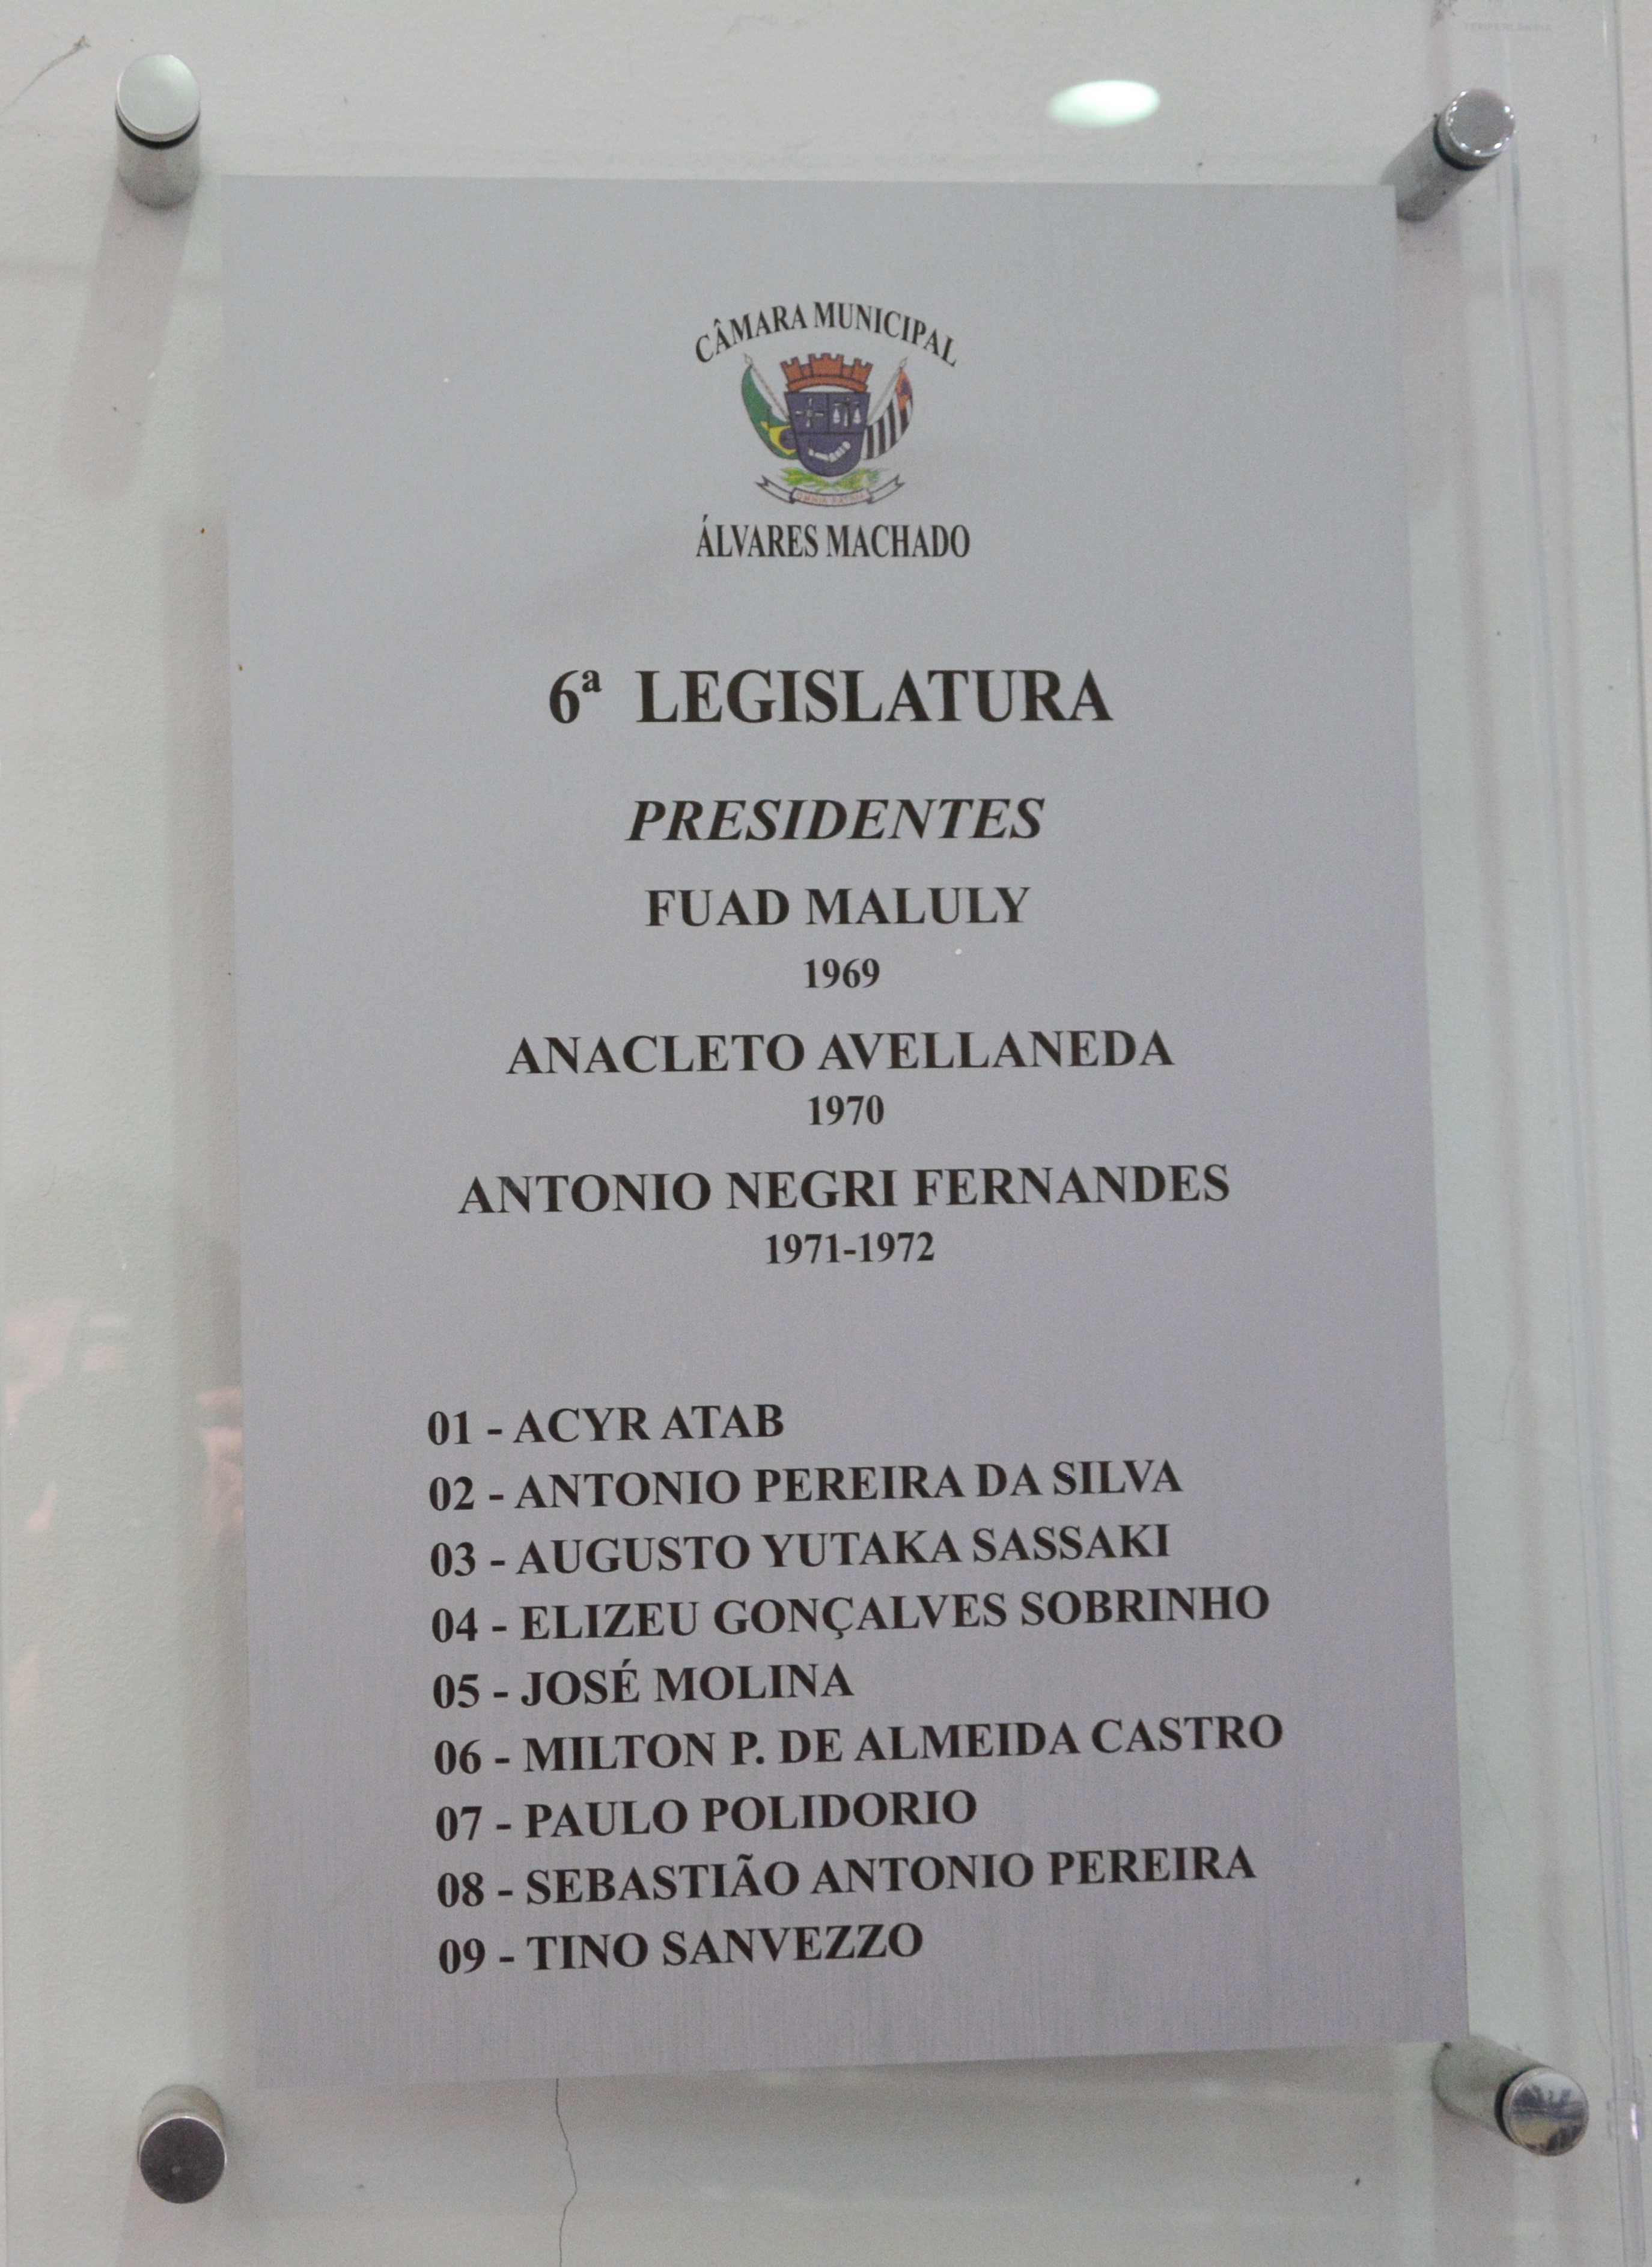 CÂMARA MUNICIPAL
ÁLVARES MACHADO
6ª LEGISLATURA
PRESIDENTES
FUAD MALULY
1969
ANACLETO AVELLANEDA
1970
ANTONIO NEGRI FERNANDES
1971-1972
01 - ACYR ATAB
02 - ANTONIO PEREIRA DA SILVA
03 - AUGUSTO YUTAKA SASSAKI
04 - ELIZEU GONÇALVES SOBRINHO
05 - JOSÉ MOLINA
06 - MILTON P. DE ALMEIDA CASTRO
07 - PAULO POLIDORIO
08 - SEBASTIÃO ANTONIO PEREIRA
09 - TINO SANVEZZO